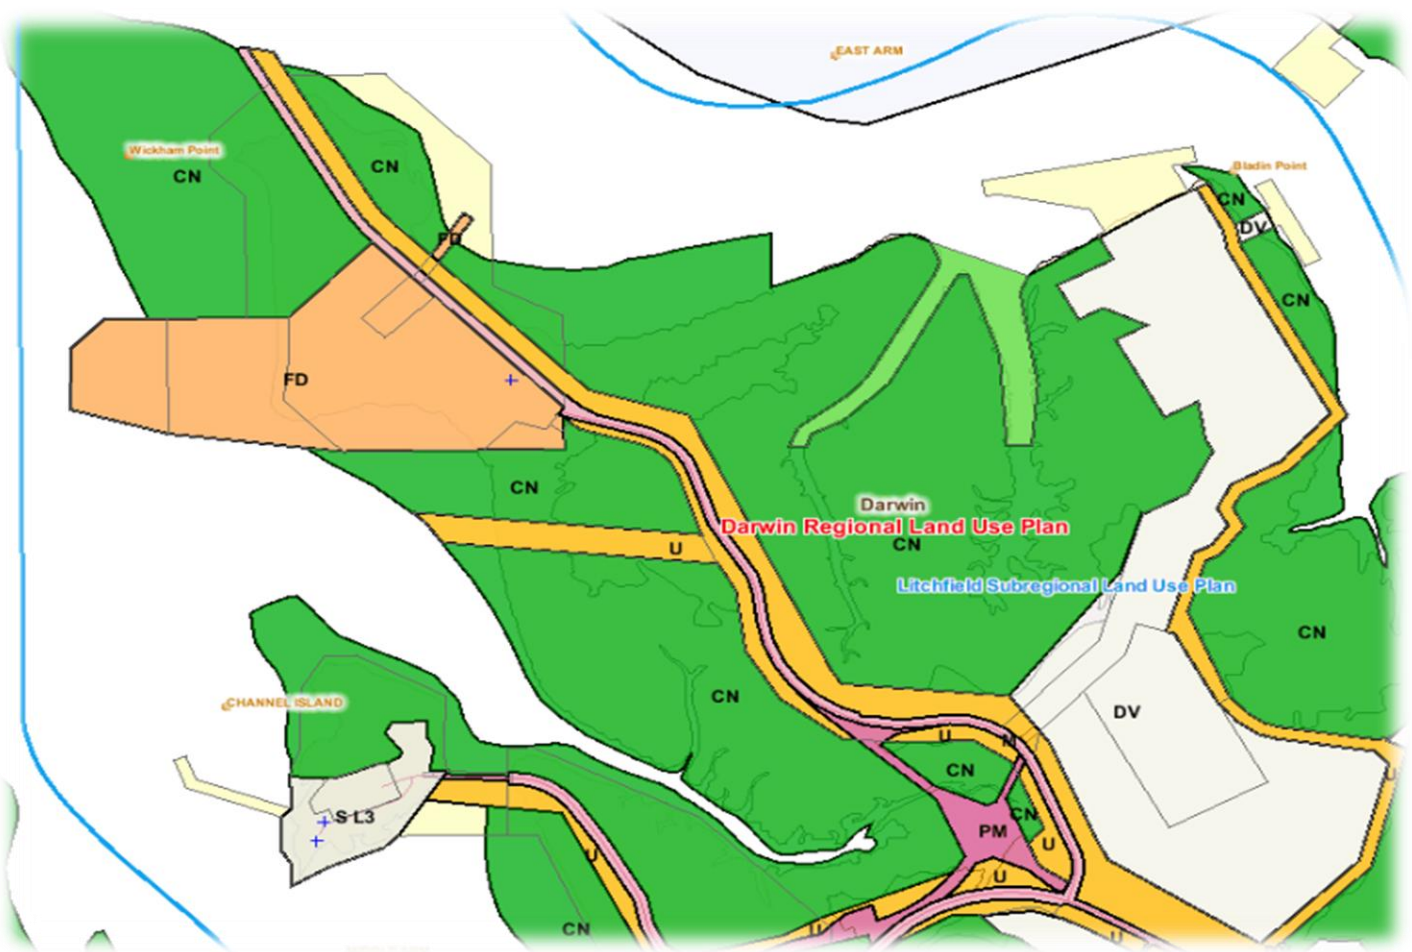 EAST ARM
Wickham Point
CN
CN
Bladin Point
CN
DV
FD
CN
FD
CN
Darwin
Darwin Regional Land Use Plan
CN
U
Litchfield Subregional Land Use Plan
CN
CN
CHANNEL ISLAND
DV
U
M
CN
U
S L3
CN
PM
U
U
U
CN
U
U